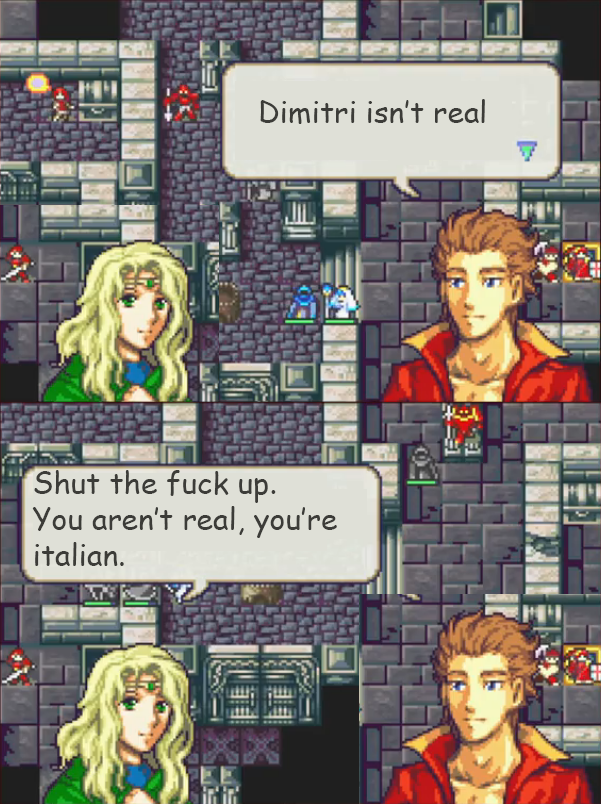 Dimitri isn't real
Shut the fuck up.
You aren't real, you're
italian.